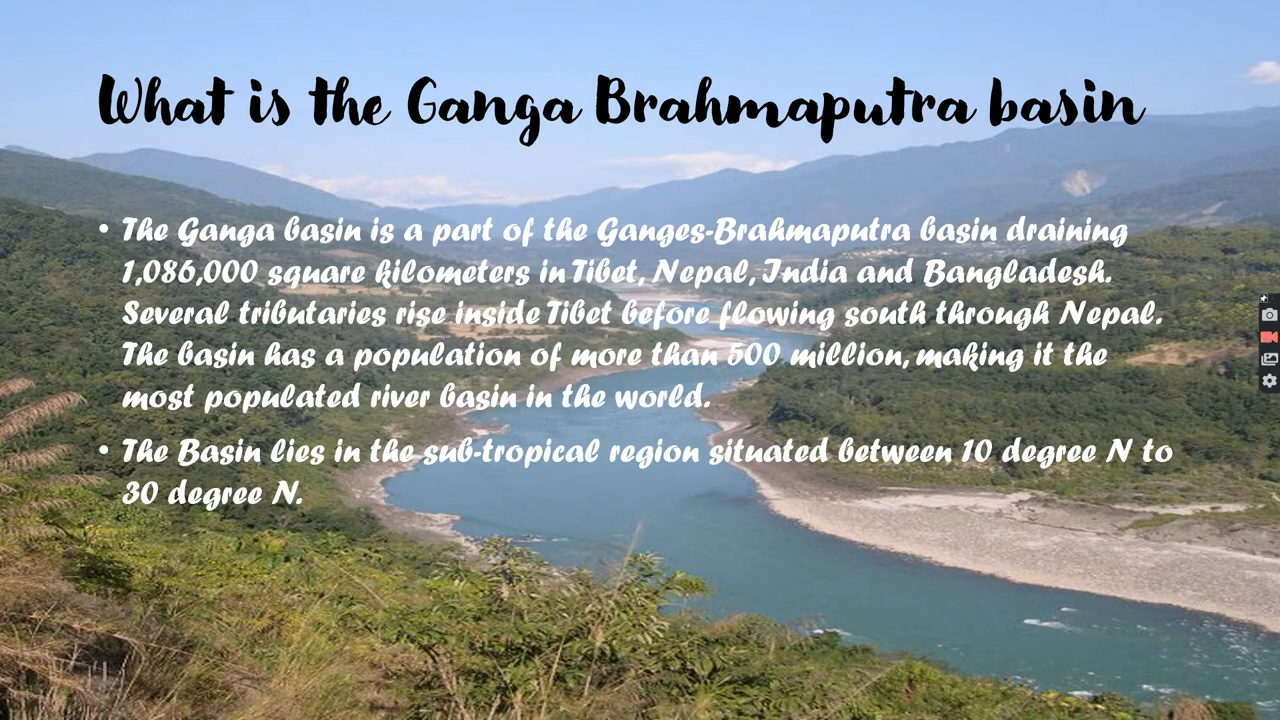 What is the Ganga Brahmaputra basin
• The Ganga basin is a part of the Ganges-Brahmaputra basin draining
1,086,000 square kilometers in Tibet, Nepal, India and Bangladesh.
Several tributaries rise inside Tibet before flowing south through Nepal.
The basin has a population of more than 500 million, making it the
most populated river basin in the world.
• The Basin lies in the sub-tropical region situated between 10 degree N to
30 degree N.